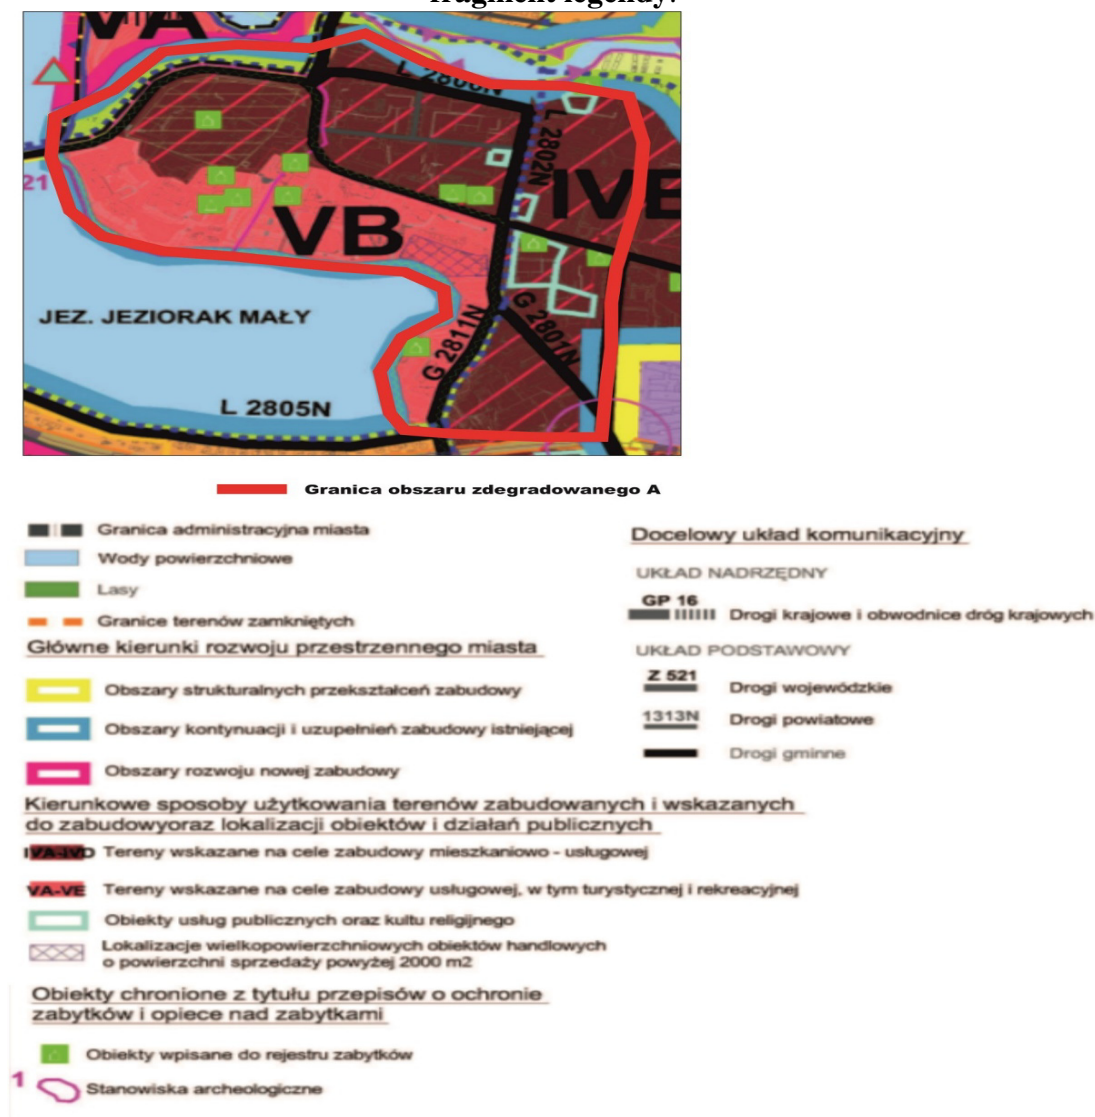 fragment legendy:
VA
L 2806N
L 2802N
IVB
21
VB
JEZ. JEZIORAK MAŁY
G 2811N
G 2801N
L 2805N
Granica obszaru zdegradowanego A
Granica administracyjna miasta
Wody powierzchniowe
Lasy
Granice terenów zamkniętych
Główne kierunki rozwoju przestrzennego miasta
Obszary strukturalnych przekształceń zabudowy
Obszary kontynuacji i uzupełnień zabudowy istniejącej
Obszary rozwoju nowej zabudowy
Docelowy układ komunikacyjny
UKŁAD NADRZĘDNY
GP 16
Drogi krajowe i obwodnice dróg krajowych
UKŁAD PODSTAWOWY
Z 521
Drogi wojewódzkie
1313N
Drogi powiatowe
Drogi gminne
Kierunkowe sposoby użytkowania terenów zabudowanych i wskazanych
do zabudowyoraz lokalizacji obiektów i działań publicznych
IVA-IVD Tereny wskazane na cele zabudowy mieszkaniowo - usługowej
VA-VE Tereny wskazane na cele zabudowy usługowej, w tym turystycznej i rekreacyjnej
Obiekty usług publicznych oraz kultu religijnego
Lokalizacje wielkopowierzchniowych obiektów handlowych
o powierzchni sprzedaży powyżej 2000 m2
Obiekty chronione z tytułu przepisów o ochronie
zabytków i opiece nad zabytkami
Obiekty wpisane do rejestru zabytków
1 Stanowiska archeologiczne